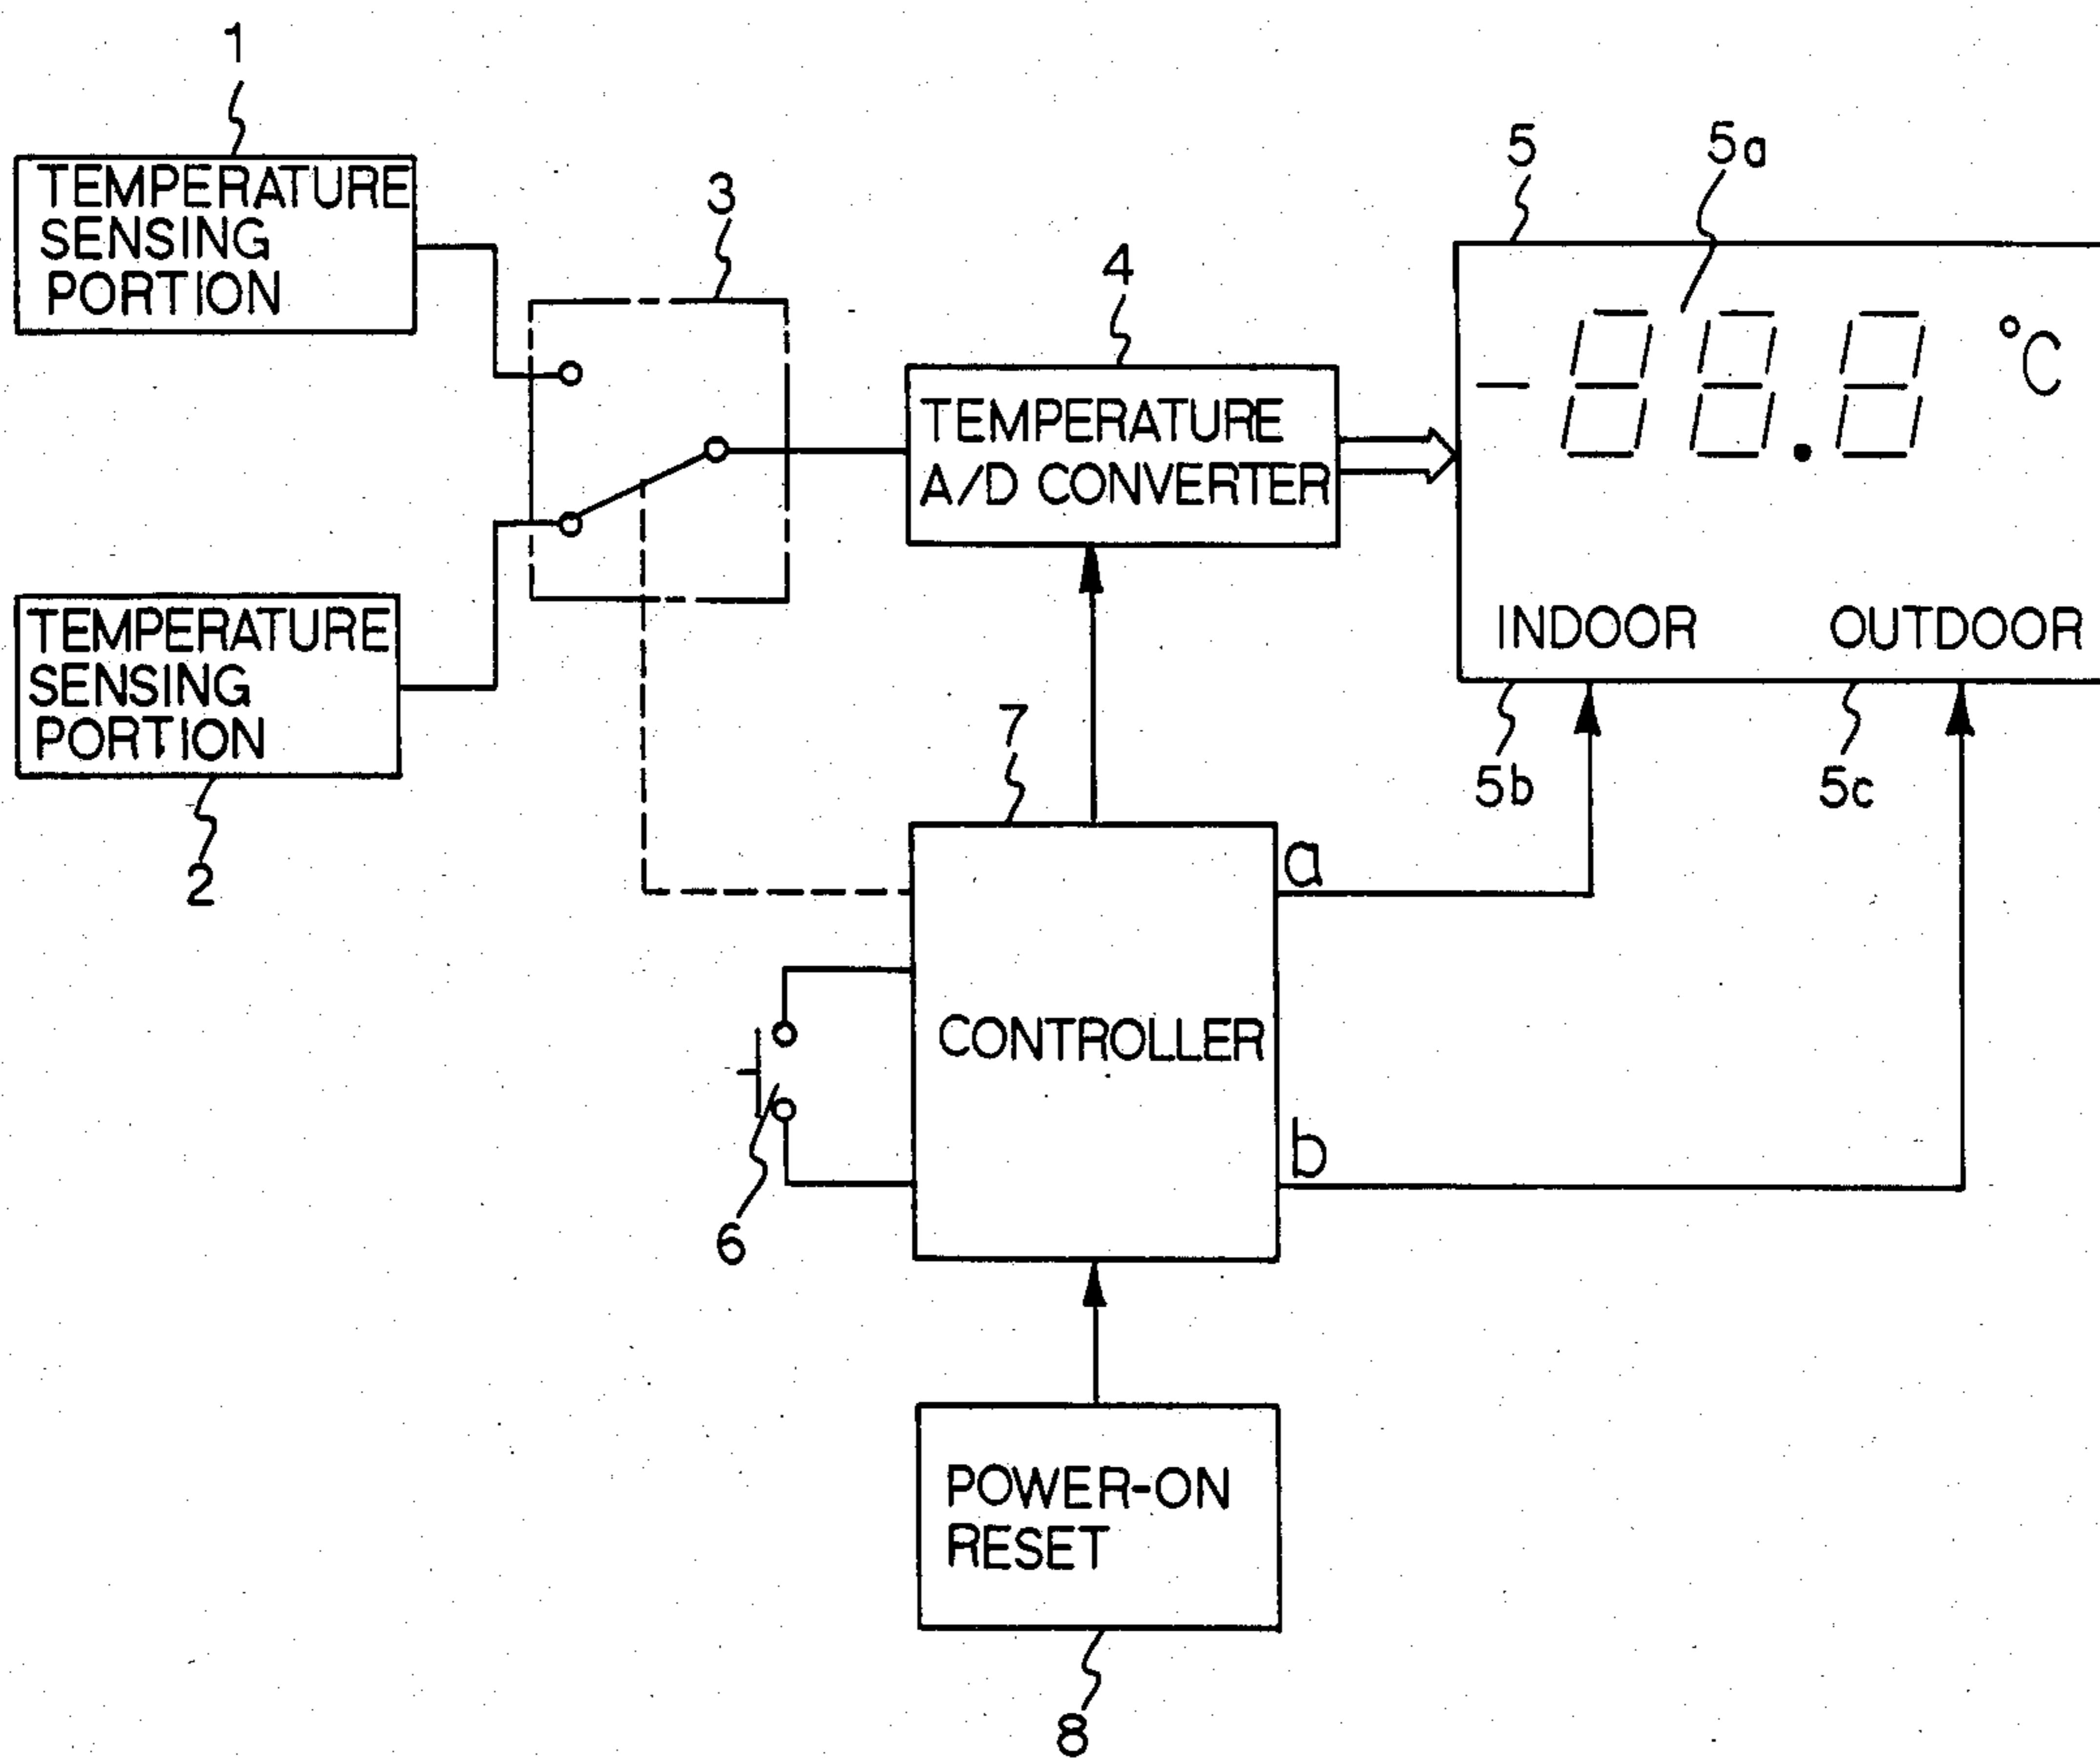 1
TEMPERATURE
SENSING
PORTION
3
4
5
5a
-88.8 °C
TEMPERATURE
A/D CONVERTER
INDOOR OUTDOOR
TEMPERATURE
SENSING
PORTION
2
7
5b
5c
a
CONTROLLER
b
6
POWER-ON
RESET
8